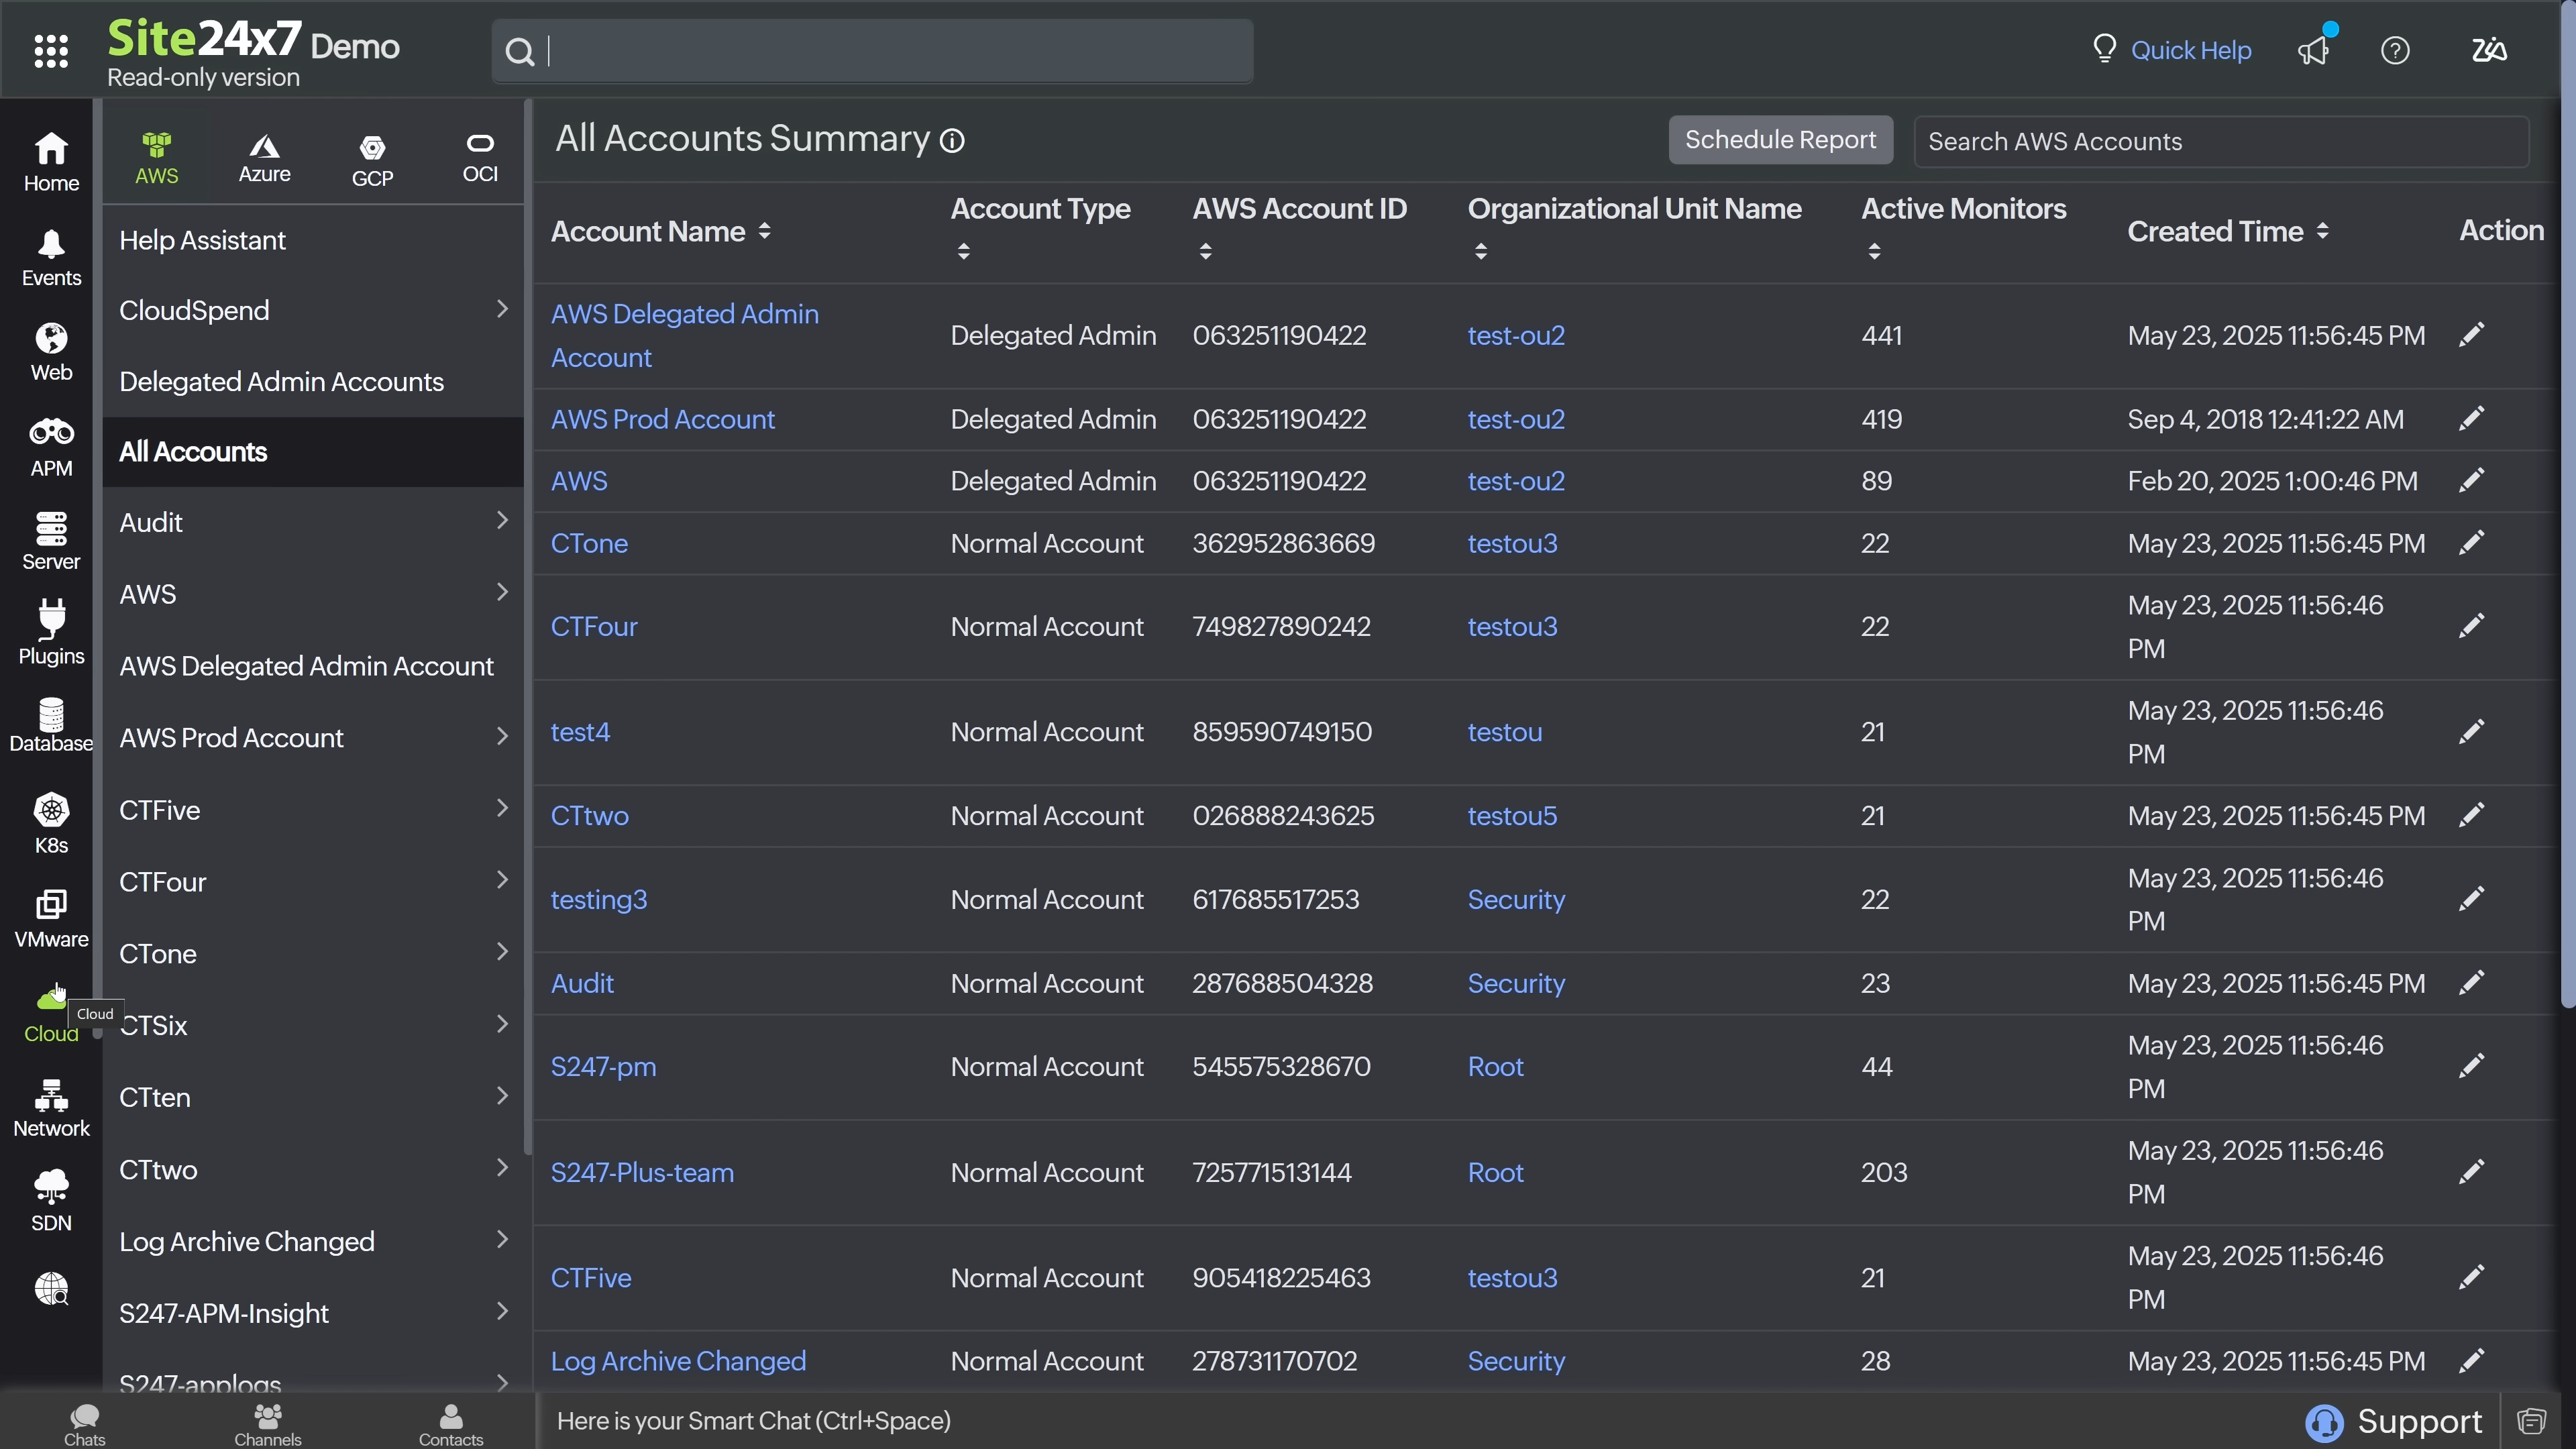 Site24x7 Demo
Read-only version
Quick Help
Zia
Home
Events
Web
APM
Server
Plugins
Database
K8s
VMware
Cloud
Cloud
Network
SDN
AWS
Azure
GCP
OCI
Help Assistant
CloudSpend
Delegated Admin Accounts
All Accounts
Audit
AWS
AWS Delegated Admin Account
AWS Prod Account
CTFive
CTFour
CTone
CTSix
CTten
CTtwo
Log Archive Changed
S247-APM-Insight
S247-applogs
All Accounts Summary
Schedule Report
Search AWS Accounts
Account Name Account Type AWS Account ID Organizational Unit Name Active Monitors Created Time Action
AWS Delegated Admin
Account Delegated Admin 063251190422 test-ou2 441 May 23, 2025 11:56:45 PM
AWS Prod Account Delegated Admin 063251190422 test-ou2 419 Sep 4, 2018 12:41:22 AM
AWS Delegated Admin 063251190422 test-ou2 89 Feb 20, 2025 1:00:46 PM
CTone Normal Account 362952863669 testou3 22 May 23, 2025 11:56:45 PM
CTFour Normal Account 749827890242 testou3 22 May 23, 2025 11:56:46
PM
test4 Normal Account 859590749150 testou 21 May 23, 2025 11:56:46
PM
CTtwo Normal Account 026888243625 testou5 21 May 23, 2025 11:56:45 PM
testing3 Normal Account 617685517253 Security 22 May 23, 2025 11:56:46
PM
Audit Normal Account 287688504328 Security 23 May 23, 2025 11:56:45 PM
S247-pm Normal Account 545575328670 Root 44 May 23, 2025 11:56:46
PM
S247-Plus-team Normal Account 725771513144 Root 203 May 23, 2025 11:56:46
PM
CTFive Normal Account 905418225463 testou3 21 May 23, 2025 11:56:46
PM
Log Archive Changed Normal Account 278731170702 Security 28 May 23, 2025 11:56:45 PM
Chats
Channels
Contacts
Here is your Smart Chat (Ctrl+Space)
Support